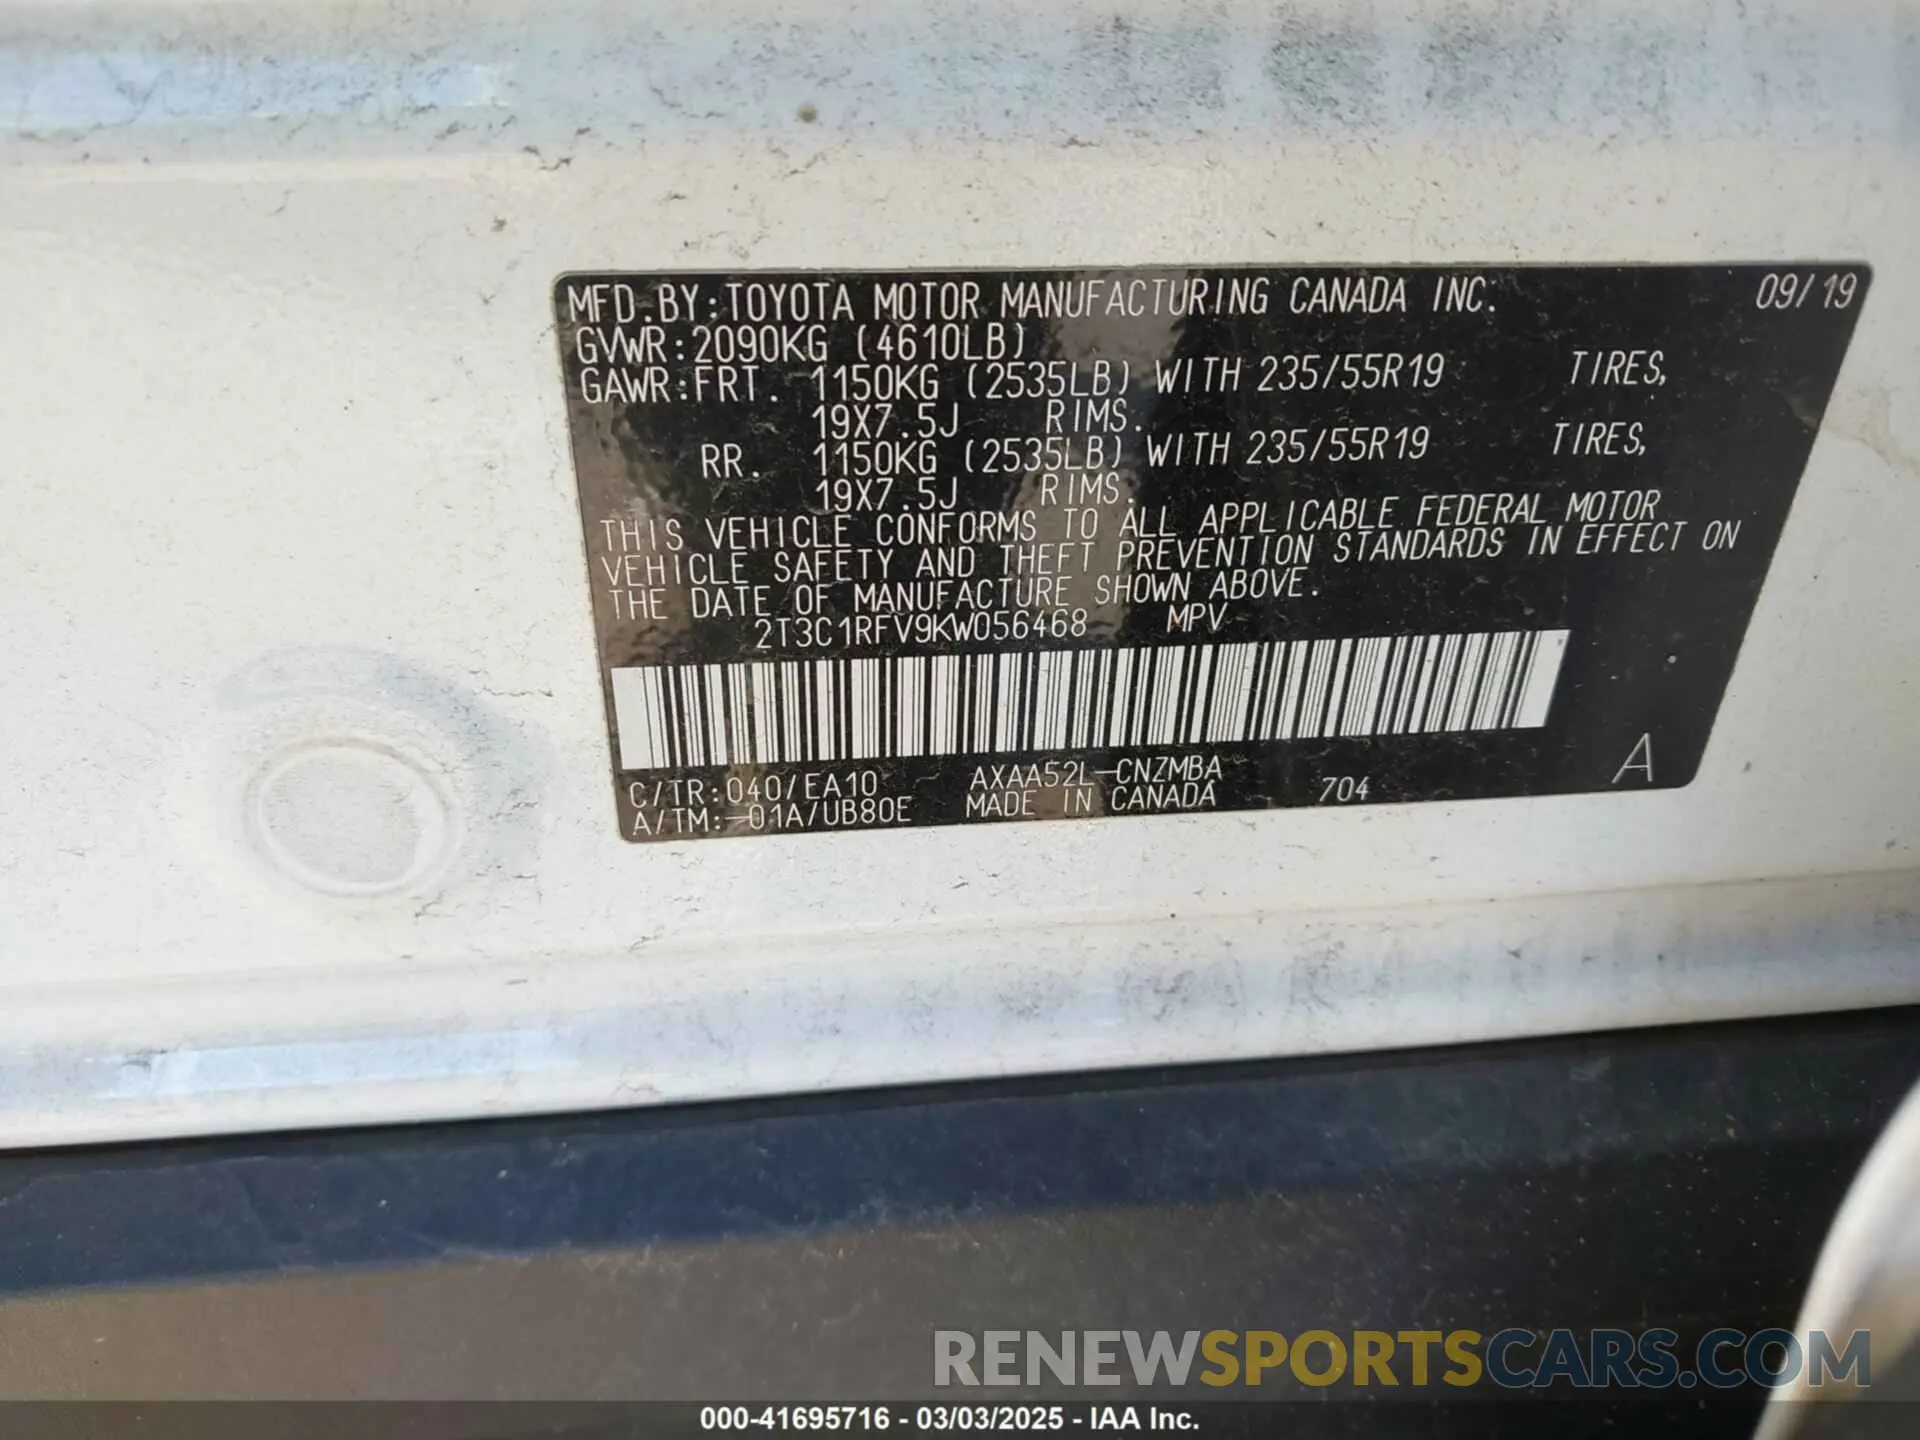 MFD.BY:TOYOTA MOTOR MANUFACTURING CANADA INC. 09/19
GVWR:2090KG (4610LB)
GAWR:FRT. 1150KG (2535LB) WITH 235/55R19 TIRES,
19X7.5J RIMS.
RR. 1150KG (2535LB) WITH 235/55R19 TIRES,
19X7.5J RIMS.
THIS VEHICLE CONFORMS TO ALL APPLICABLE FEDERAL MOTOR
VEHICLE SAFETY AND THEFT PREVENTION STANDARDS IN EFFECT ON
THE DATE OF MANUFACTURE SHOWN ABOVE.
2T3C1RFV9KW056468 MPV
C/TR:040/EA10 AXAA52L-CNZMBA
A/TM:-01A/UB80E MADE IN CANADA 704 A
RENEWSPORTSCARS.COM
000-41695716 - 03/03/2025 - IAA Inc.